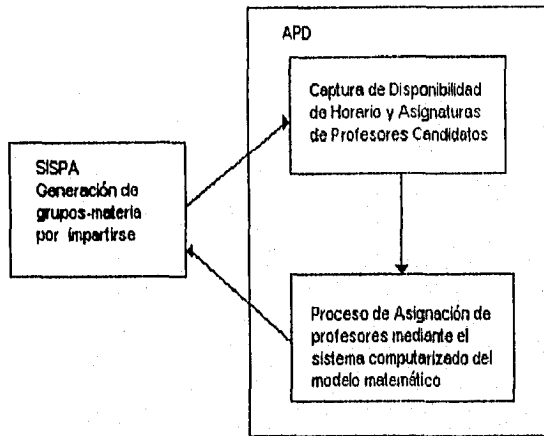 APD
Captura de Disponibilidad
de Horario y Asignaturas
de Profesores Candidatos
SISPA
Generación de
grupos-materia
por impartirse
Proceso de Asignación de
profesores mediante el
sistema computarizado del
modelo matemático